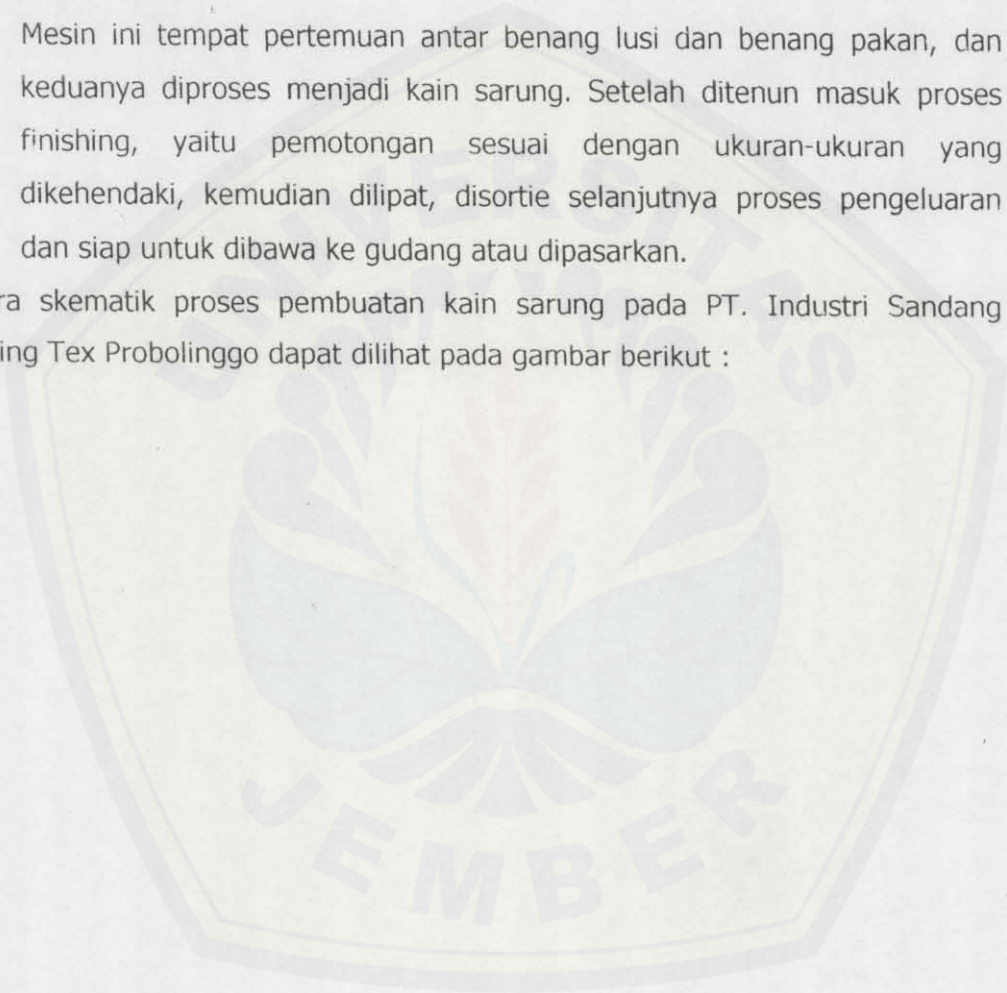 Mesin ini tempat pertemuan antar benang lusi dan benang pakan, dan
keduanya diproses menjadi kain sarung. Setelah ditenun masuk proses
finishing, yaitu pemotongan sesuai dengan ukuran-ukuran yang
dikehendaki, kemudian dilipat, disortie selanjutnya proses pengeluaran
dan siap untuk dibawa ke gudang atau dipasarkan.
ra skematik proses pembuatan kain sarung pada PT. Industri Sandang
ing Tex Probolinggo dapat dilihat pada gambar berikut :
UNIVERSITAS
JEMBER